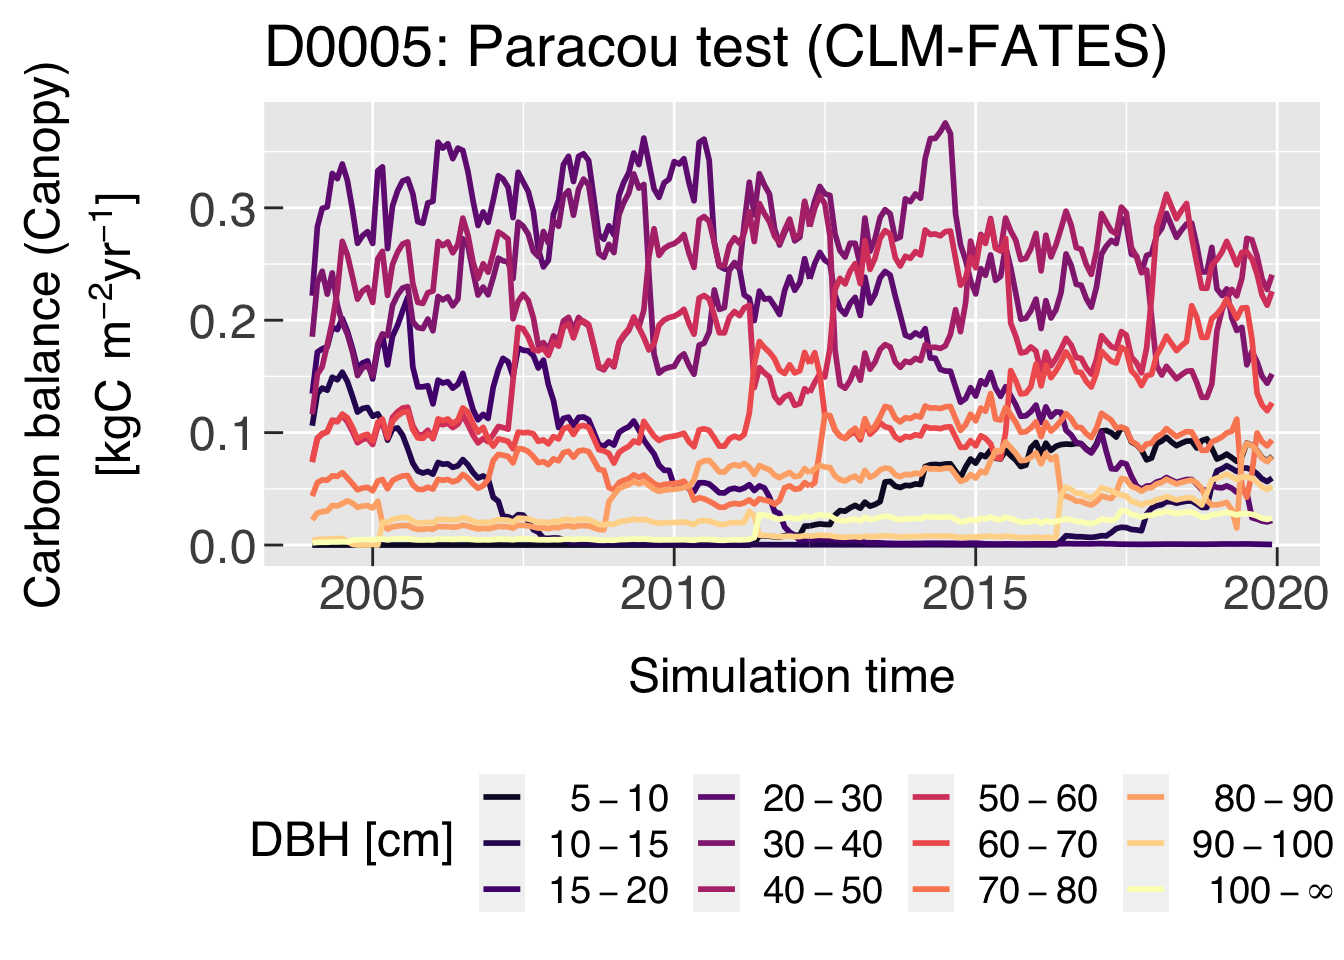 D0005: Paracou test (CLM-FATES)
Carbon balance (Canopy)
[kgC m⁻²yr⁻¹]
0.3
0.2
0.1
0.0
2005 2010 2015 2020
Simulation time
DBH [cm]
5 – 10 20 – 30 50 – 60 80 – 90
10 – 15 30 – 40 60 – 70 90 – 100
15 – 20 40 – 50 70 – 80 100 – ∞